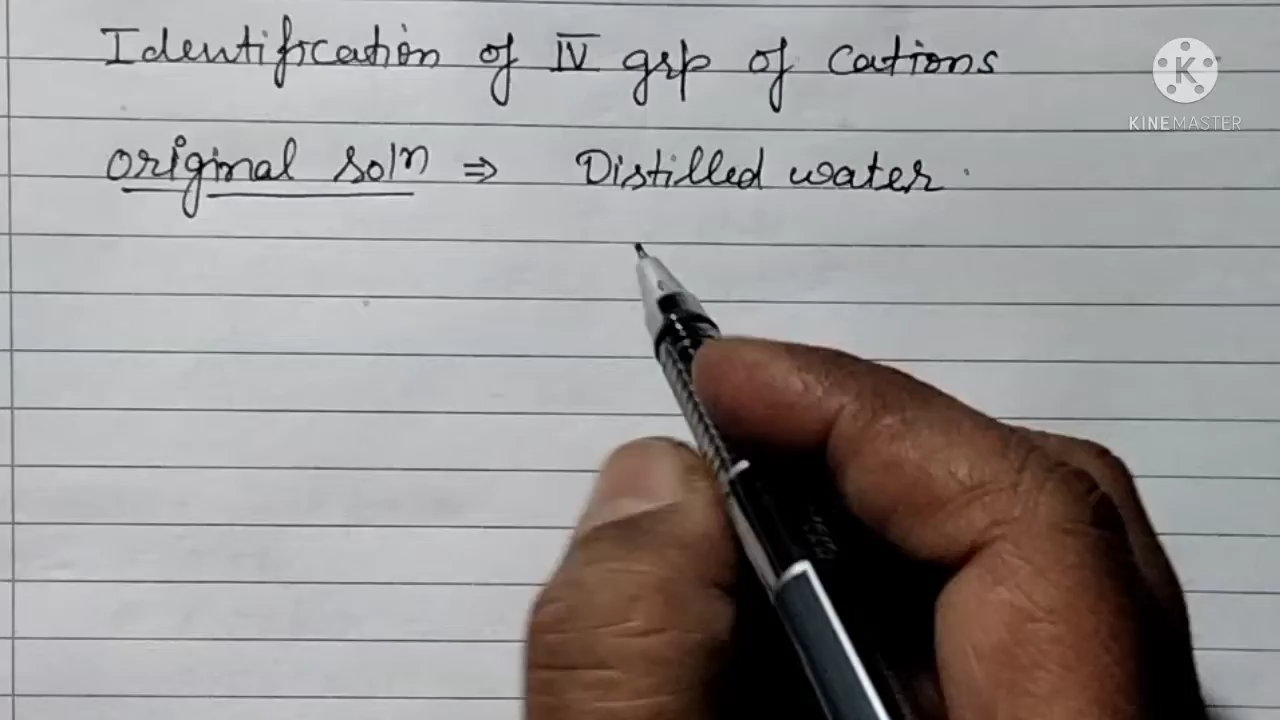 Identification of IV grp of Cations
K
KINEMASTER
original soln ⇒ Distilled water.